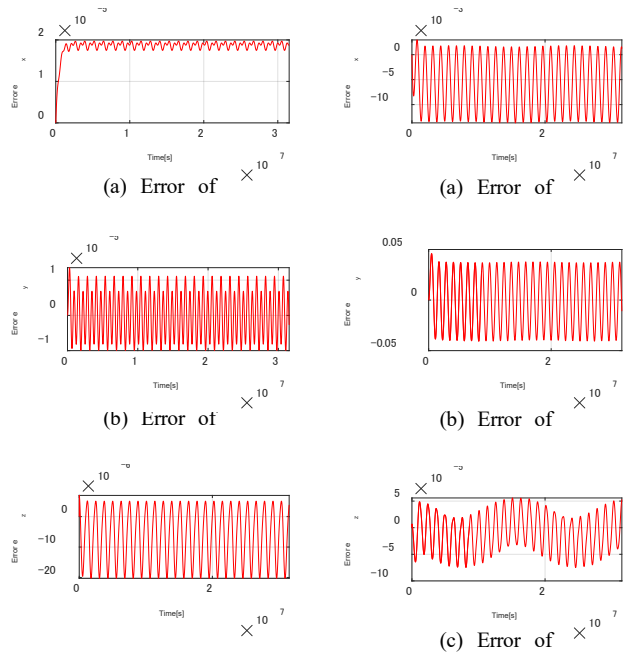 × 10 -5
2
1
0
Error e x
0 1 2 3
Time[s]
× 10 7
(a) Error of
× 10
1
0
-1
Error e y
0 1 2 3
Time[s]
× 10 7
(b) Error of
× 10 -6
0
-10
-20
Error e z
0 2
Time[s]
× 10 7
× 10 -3
0
-5
-10
Error e x
0 2
Time[s]
× 10 7
(a) Error of
0.05
0
-0.05
Error e y
0 2
Time[s]
× 10 7
(b) Error of
× 10
5
0
-5
-10
Error e z
0 2
Time[s]
× 10 7
(c) Error of